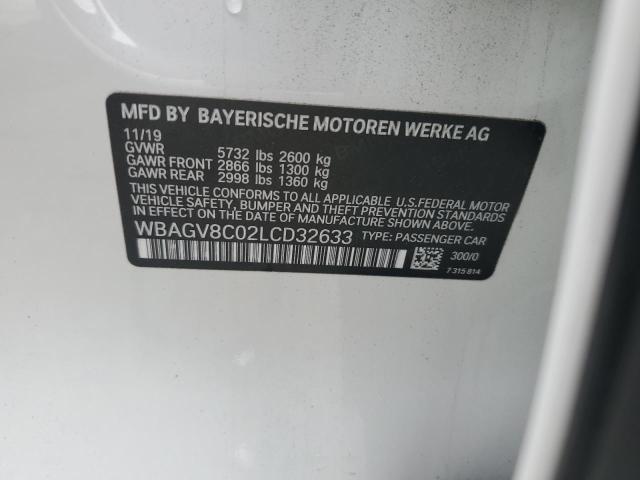 MFD BY BAYERISCHE MOTOREN WERKE AG
11/19
GVWR 5732 lbs 2600 kg
GAWR FRONT 2866 lbs 1300 kg
GAWR REAR 2998 lbs 1360 kg
THIS VEHICLE CONFORMS TO ALL APPLICABLE U.S.FEDERAL MOTOR
VEHICLE SAFETY, BUMPER AND THEFT PREVENTION STANDARDS
IN EFFECT ON THE DATE OF MANUFACTURE SHOWN ABOVE.
WBAGV8C02LCD32633 TYPE: PASSENGER CAR
300/0
7 315 814